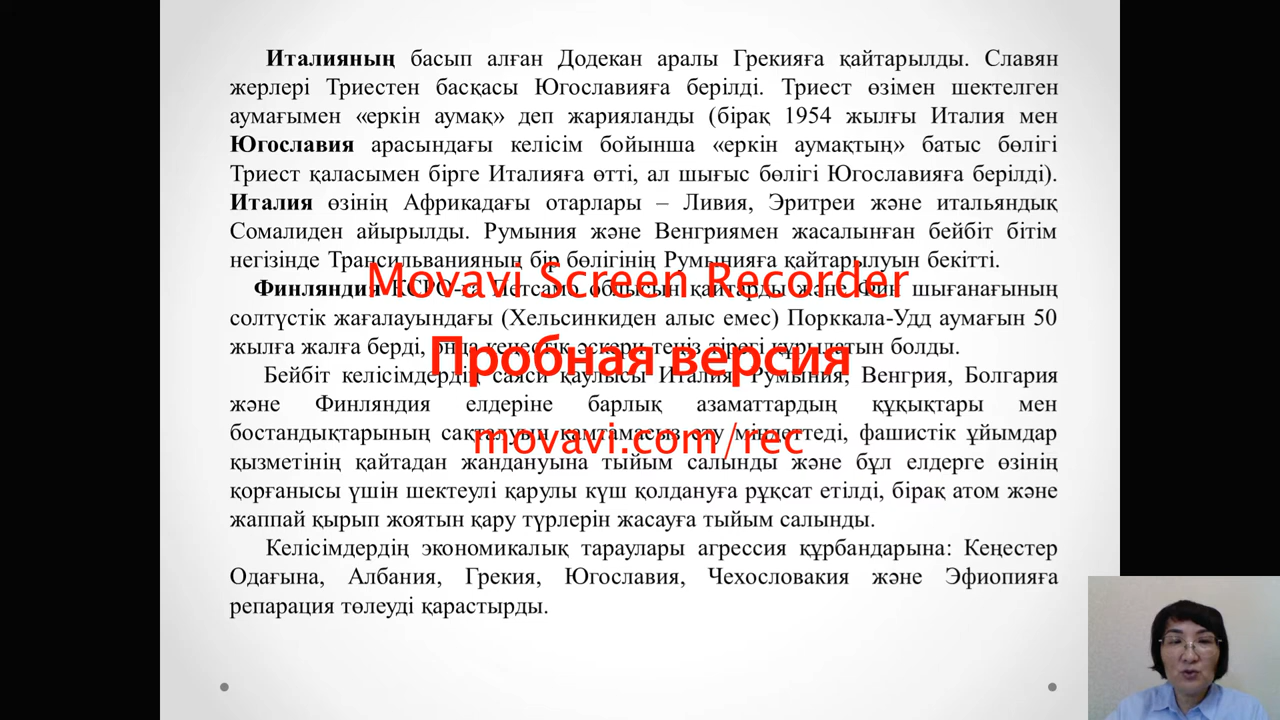 Италияның басып алған Додекан аралы Грекияға қайтарылды. Славян
жерлері Триестен басқасы Югославияға берілді. Триест өзімен шектелген
аумағымен «еркін аумақ» деп жарияланды (бірақ 1954 жылғы Италия мен
Югославия арасындағы келісім бойынша «еркін аумақтың» батыс бөлігі
Триест қаласымен бірге Италияға өтті, ал шығыс бөлігі Югославияға берілді).
Италия өзінің Африкадағы отарлары – Ливия, Эритреи және итальяндық
Сомалиден айырылды. Румыния және Венгриямен жасалынған бейбіт бітім
негізінде Трансильванияның бір бөлігінің Румынияға қайтарылуын бекітті.
Movavi Screen Recorder
Финляндия КСРО-ға Петсамо облысын қайтарды және Фин шығанағының
солтүстік жағалауындағы (Хельсинкиден алыс емес) Порккала-Удд аумағын 50
жылға жалға берді, онда кеңестік әскери теңіз тірегі құрылатын болды.
Пробная версия
Бейбіт келісімдердің саяси қаулысы Италия, Румыния, Венгрия, Болгария
және Финляндия елдеріне барлық азаматтардың құқықтары мен
бостандықтарының сақталуын қамтамасыз ету міндеттеді, фашистік ұйымдар
movavi.com/rec
қызметінің қайтадан жандануына тыйым салынды және бұл елдерге өзінің
қорғанысы үшін шектеулі қарулы күш қолдануға рұқсат етілді, бірақ атом және
жаппай қырып жоятын қару түрлерін жасауға тыйым салынды.
Келісімдердің экономикалық тараулары агрессия құрбандарына: Кеңестер
Одағына, Албания, Грекия, Югославия, Чехословакия және Эфиопияға
репарация төлеуді қарастырды.